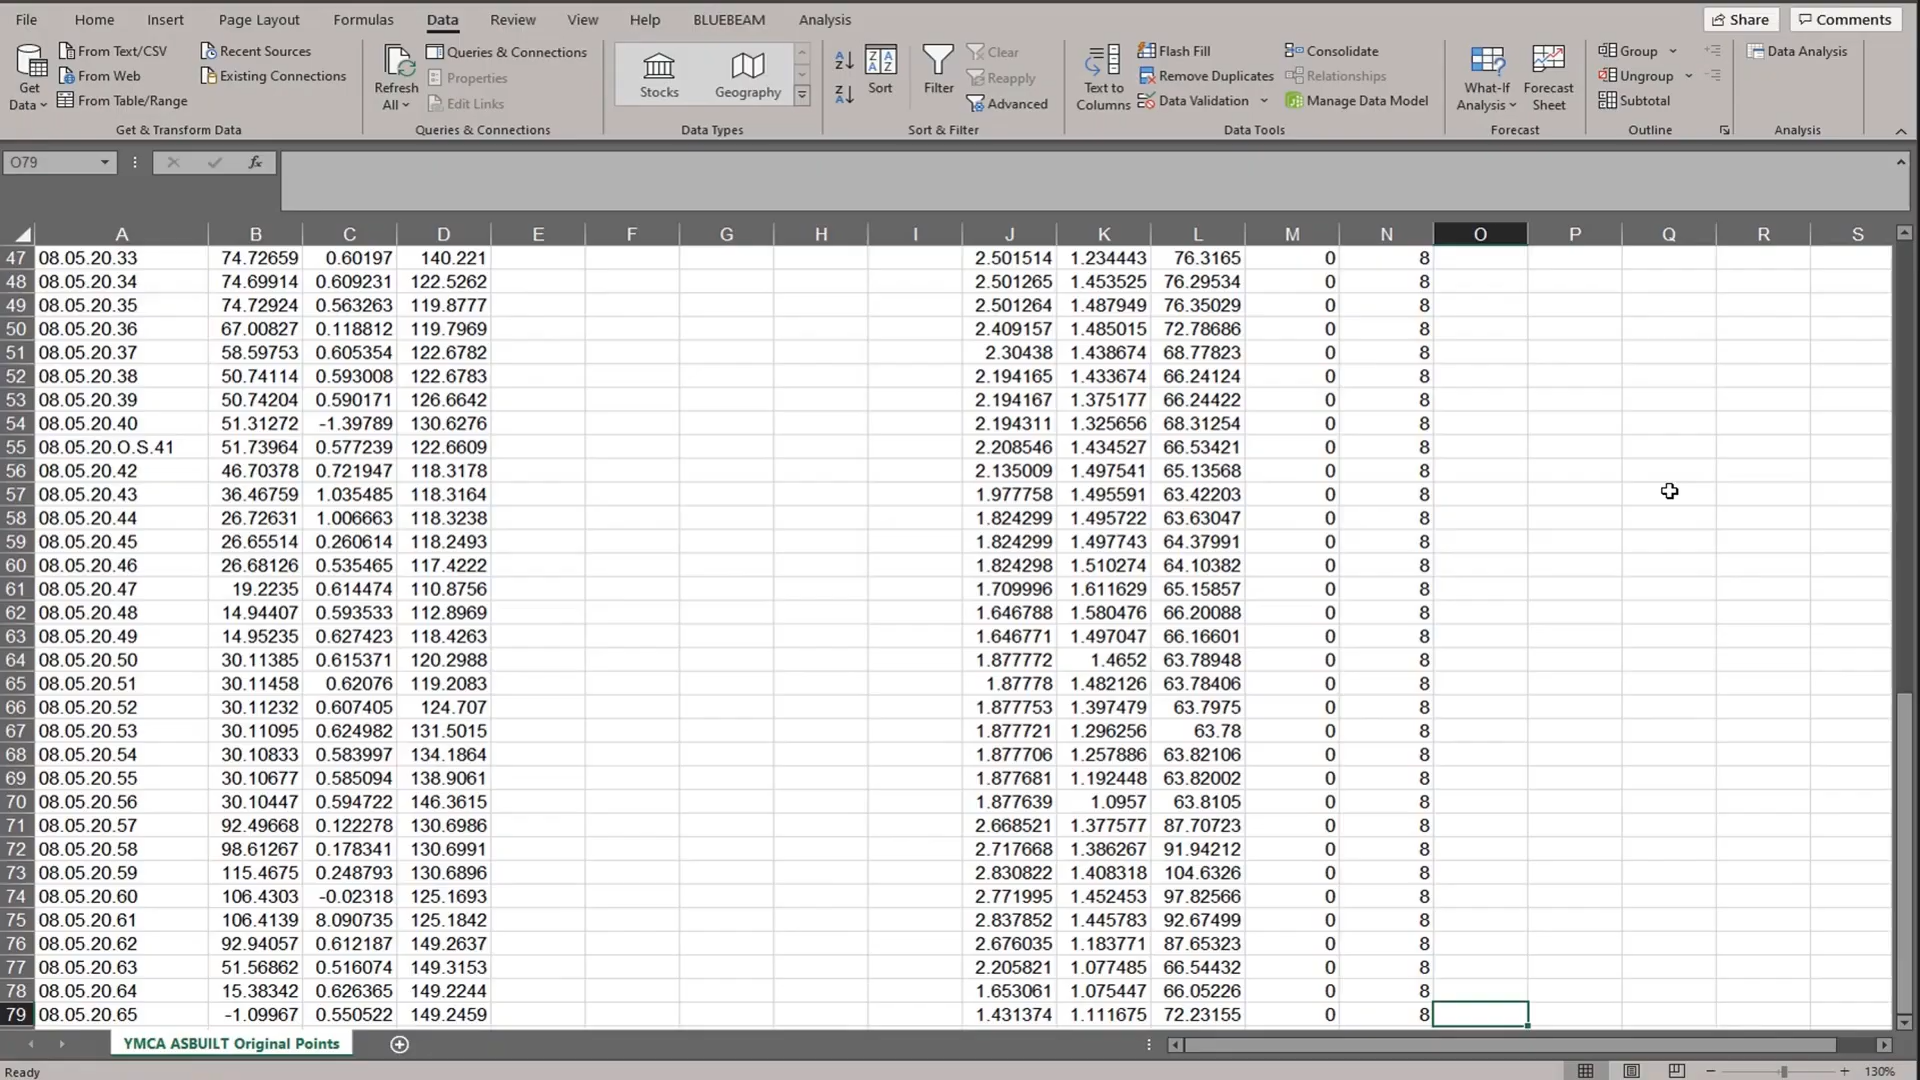 File Home Insert Page Layout Formulas Data Review View Help BLUEBEAM Analysis Share Comments
From Text/CSV Recent Sources Queries & Connections Clear Flash Fill Consolidate Group Data Analysis
From Web Existing Connections Properties Reapply Remove Duplicates Relationships Ungroup
Get Data From Table/Range Refresh All Edit Links Stocks Geography Sort Filter Advanced Text to Columns Data Validation Manage Data Model What-If Analysis Forecast Sheet Subtotal
Get & Transform Data Queries & Connections Data Types Sort & Filter Data Tools Forecast Outline Analysis
O79 fx
A B C D E F G H I J K L M N O P Q R S
47 08.05.20.33 74.72659 0.60197 140.221 2.501514 1.234443 76.3165 0 8
48 08.05.20.34 74.69914 0.609231 122.5262 2.501265 1.453525 76.29534 0 8
49 08.05.20.35 74.72924 0.563263 119.8777 2.501264 1.487949 76.35029 0 8
50 08.05.20.36 67.00827 0.118812 119.7969 2.409157 1.485015 72.78686 0 8
51 08.05.20.37 58.59753 0.605354 122.6782 2.30438 1.438674 68.77823 0 8
52 08.05.20.38 50.74114 0.593008 122.6783 2.194165 1.433674 66.24124 0 8
53 08.05.20.39 50.74204 0.590171 126.6642 2.194167 1.375177 66.24422 0 8
54 08.05.20.40 51.31272 -1.39789 130.6276 2.194311 1.325656 68.31254 0 8
55 08.05.20.O.S.41 51.73964 0.577239 122.6609 2.208546 1.434527 66.53421 0 8
56 08.05.20.42 46.70378 0.721947 118.3178 2.135009 1.497541 65.13568 0 8
57 08.05.20.43 36.46759 1.035485 118.3164 1.977758 1.495591 63.42203 0 8
58 08.05.20.44 26.72631 1.006663 118.3238 1.824299 1.495722 63.63047 0 8
59 08.05.20.45 26.65514 0.260614 118.2493 1.824299 1.497743 64.37991 0 8
60 08.05.20.46 26.68126 0.535465 117.4222 1.824298 1.510274 64.10382 0 8
61 08.05.20.47 19.2235 0.614474 110.8756 1.709996 1.611629 65.15857 0 8
62 08.05.20.48 14.94407 0.593533 112.8969 1.646788 1.580476 66.20088 0 8
63 08.05.20.49 14.95235 0.627423 118.4263 1.646771 1.497047 66.16601 0 8
64 08.05.20.50 30.11385 0.615371 120.2988 1.877772 1.4652 63.78948 0 8
65 08.05.20.51 30.11458 0.62076 119.2083 1.87778 1.482126 63.78406 0 8
66 08.05.20.52 30.11232 0.607405 124.707 1.877753 1.397479 63.7975 0 8
67 08.05.20.53 30.11095 0.624982 131.5015 1.877721 1.296256 63.78 0 8
68 08.05.20.54 30.10833 0.583997 134.1864 1.877706 1.257886 63.82106 0 8
69 08.05.20.55 30.10677 0.585094 138.9061 1.877681 1.192448 63.82002 0 8
70 08.05.20.56 30.10447 0.594722 146.3615 1.877639 1.0957 63.8105 0 8
71 08.05.20.57 92.49668 0.122278 130.6986 2.668521 1.377577 87.70723 0 8
72 08.05.20.58 98.61267 0.178341 130.6991 2.717668 1.386267 91.94212 0 8
73 08.05.20.59 115.4675 0.248793 130.6896 2.830822 1.408318 104.6326 0 8
74 08.05.20.60 106.4303 -0.02318 125.1693 2.771995 1.452453 97.82566 0 8
75 08.05.20.61 106.4139 8.090735 125.1842 2.837852 1.445783 92.67499 0 8
76 08.05.20.62 92.94057 0.612187 149.2637 2.676035 1.183771 87.65323 0 8
77 08.05.20.63 51.56862 0.516074 149.3153 2.205821 1.077485 66.54432 0 8
78 08.05.20.64 15.38342 0.626365 149.2244 1.653061 1.075447 66.05226 0 8
79 08.05.20.65 -1.09967 0.550522 149.2459 1.431374 1.111675 72.23155 0 8
YMCA ASBUILT Original Points
Ready 130%